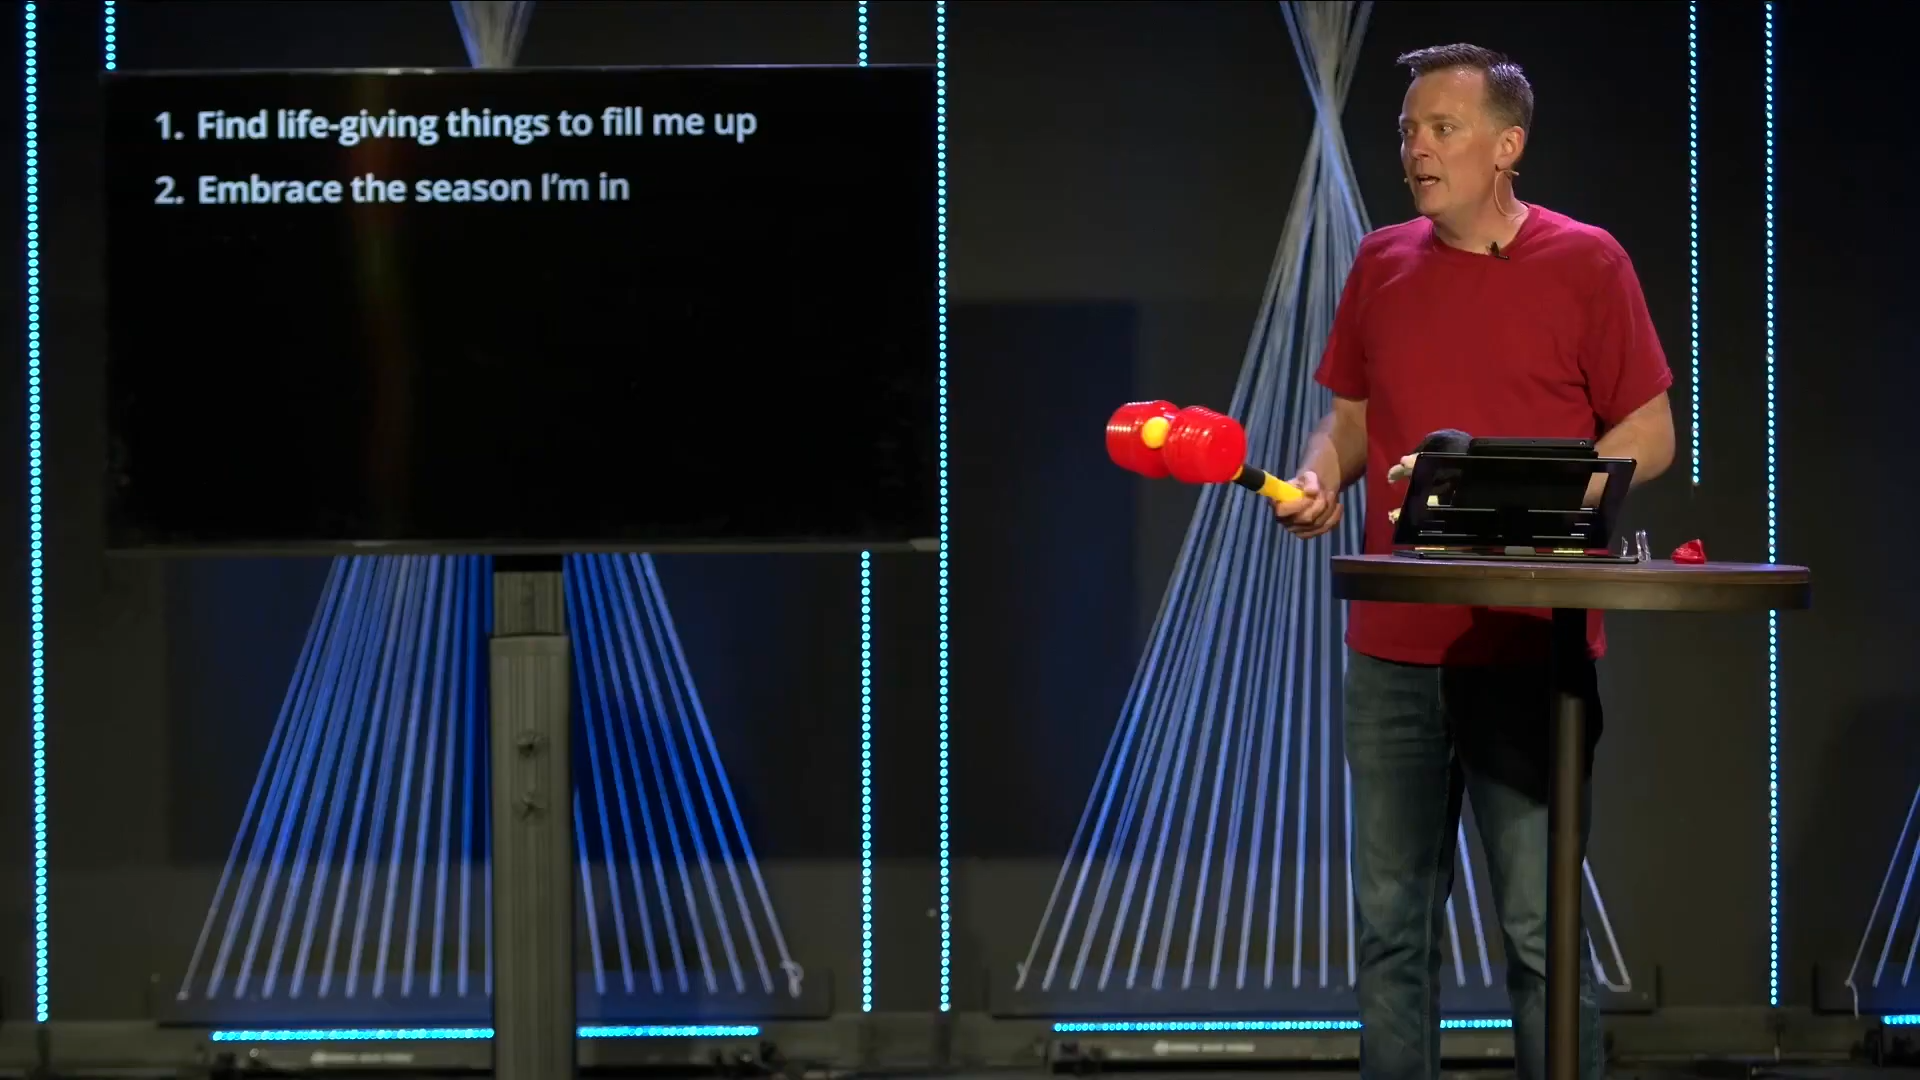 1. Find life-giving things to fill me up
2. Embrace the season I'm in